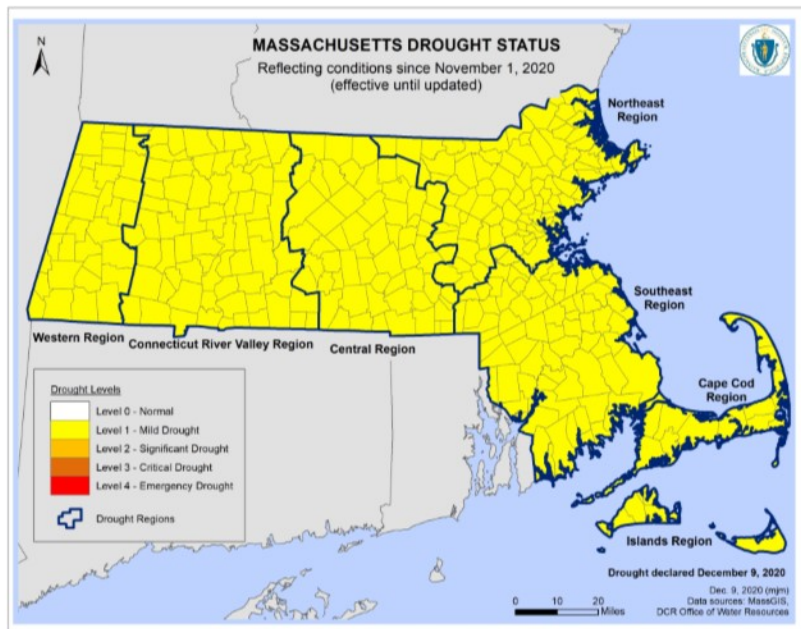 N
MASSACHUSETTS DROUGHT STATUS
Reflecting conditions since November 1, 2020
(effective until updated)
Northeast
Region
Southeast
Region
Western Region
Connecticut River Valley Region
Central Region
Cape Cod
Region
Drought Levels
Level 0 - Normal
Level 1 - Mild Drought
Level 2 - Significant Drought
Level 3 - Critical Drought
Level 4 - Emergency Drought
Drought Regions
Islands Region
Drought declared December 9, 2020
Dec. 9, 2020 (mjm)
Data sources: MassGIS,
DCR Office of Water Resources
0 10 20
Miles